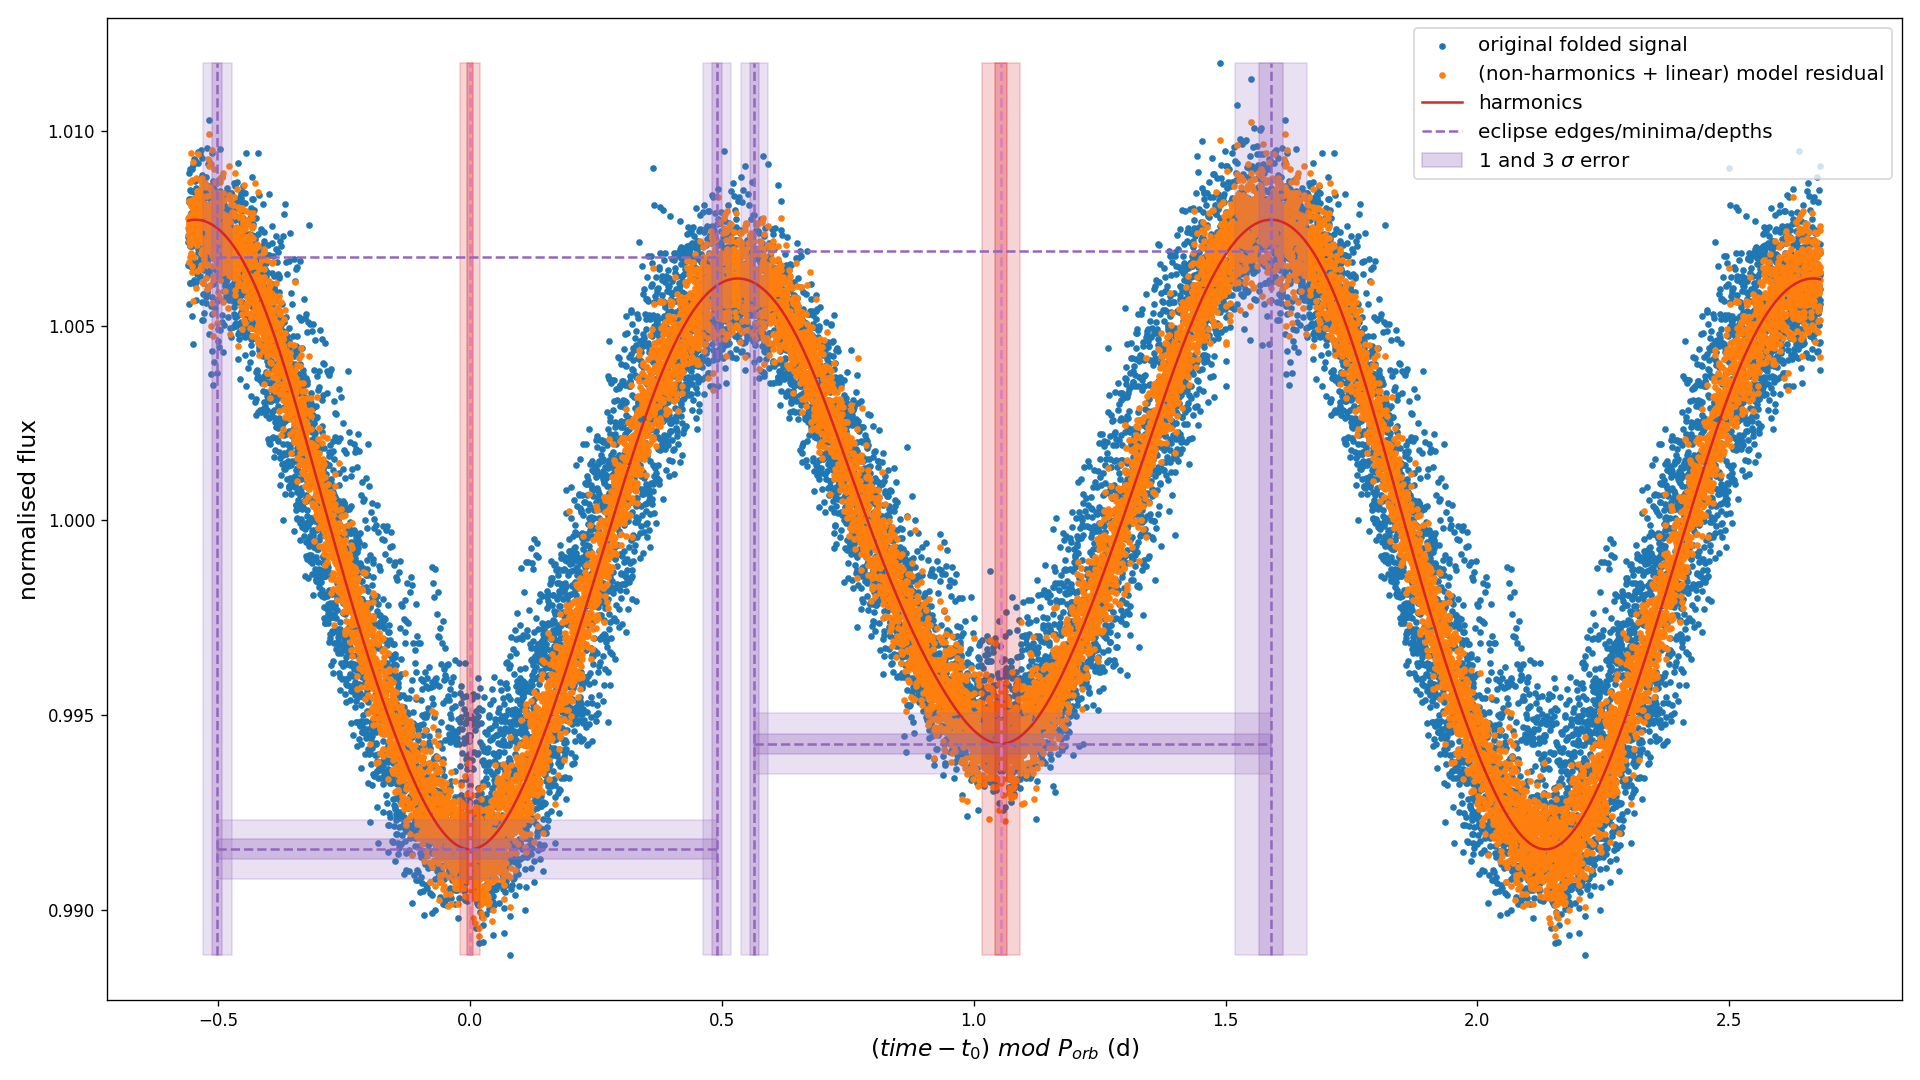 original folded signal
(non-harmonics + linear) model residual
harmonics
eclipse edges/minima/depths
1 and 3 σ error
normalised flux
1.010
1.005
1.000
0.995
0.990
−0.5 0.0 0.5 1.0 1.5 2.0 2.5
(time − t₀) mod Pₒᵣb (d)